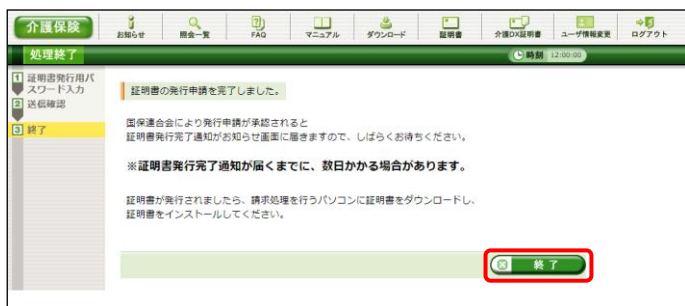 介護保険
お知らせ
照会一覧
FAQ
マニュアル
ダウンロード
証明書
介護DX証明書
ユーザ情報変更
ログアウト
処理終了
時刻 12:00:00
1 証明書発行用パスワード入力
2 送信確認
3 終了
証明書の発行申請を完了しました。
国保連合会により発行申請が承認されると
証明書発行完了通知がお知らせ画面に届きますので、しばらくお待ちください。
※証明書発行完了通知が届くまでに、数日かかる場合があります。
証明書が発行されましたら、請求処理を行うパソコンに証明書をダウンロードし、
証明書をインストールしてください。
終了